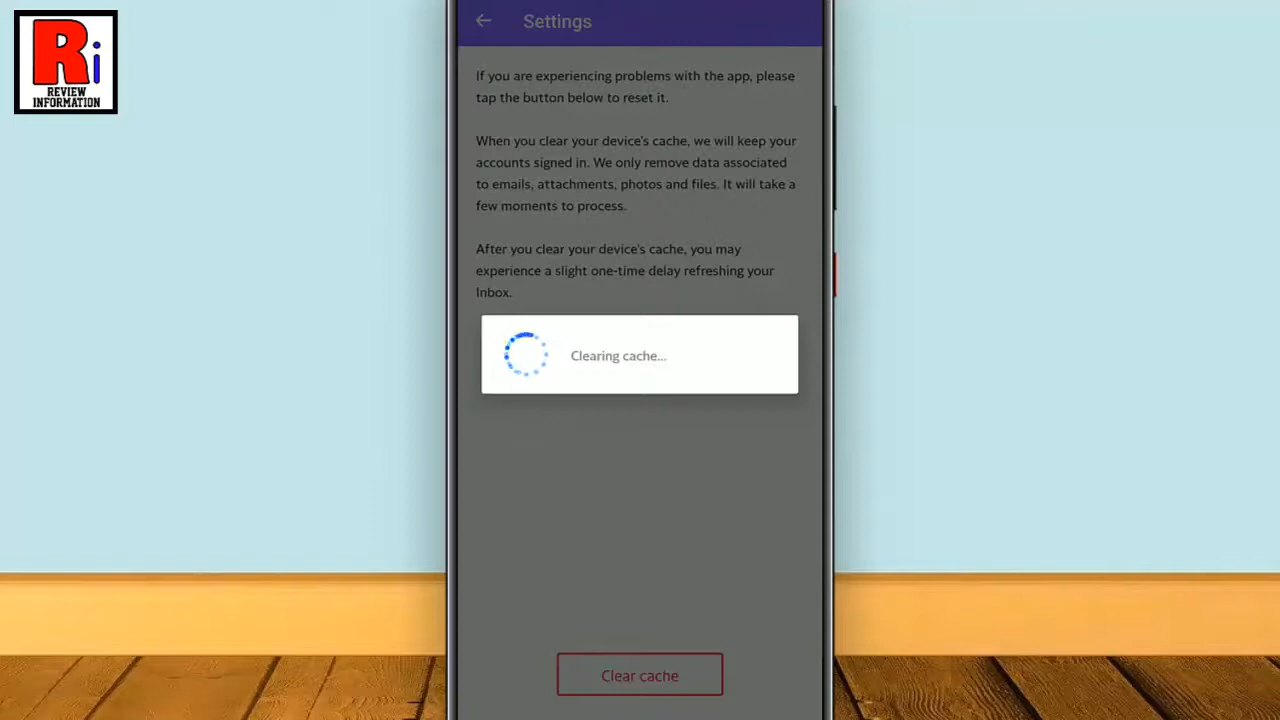 Ri
REVIEW
INFORMATION
Settings
If you are experiencing problems with the app, please
tap the button below to reset it.
When you clear your device's cache, we will keep your
accounts signed in. We only remove data associated
to emails, attachments, photos and files. It will take a
few moments to process.
After you clear your device's cache, you may
experience a slight one-time delay refreshing your
Inbox.
Clearing cache...
Clear cache